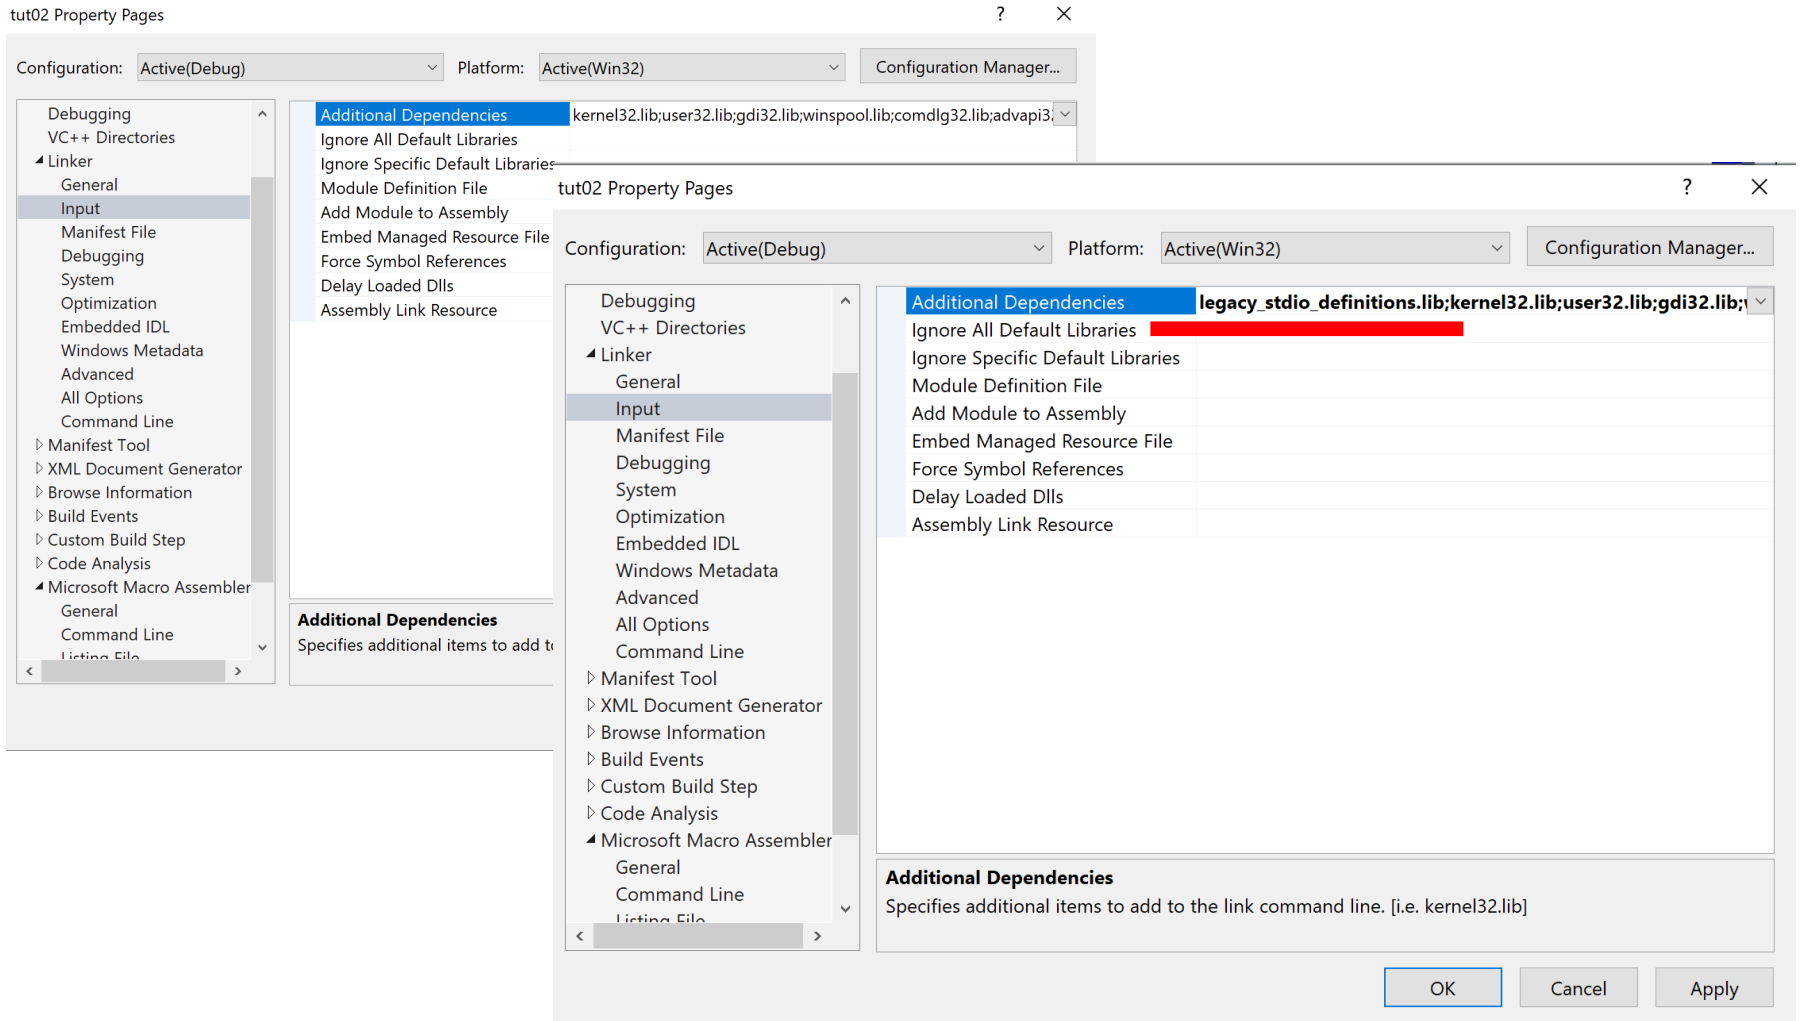 tut02 Property Pages
?
Configuration: Active(Debug) Platform: Active(Win32) Configuration Manager...
Debugging
VC++ Directories
Linker
General
Input
Manifest File
Debugging
System
Optimization
Embedded IDL
Windows Metadata
Advanced
All Options
Command Line
Manifest Tool
XML Document Generator
Browse Information
Build Events
Custom Build Step
Code Analysis
Microsoft Macro Assembler
General
Command Line
Listing File
Additional Dependencies kernel32.lib;user32.lib;gdi32.lib;winspool.lib;comdlg32.lib;advapi32
Ignore All Default Libraries
Ignore Specific Default Libraries
Module Definition File
Add Module to Assembly
Embed Managed Resource File
Force Symbol References
Delay Loaded Dlls
Assembly Link Resource
Additional Dependencies
Specifies additional items to add to
tut02 Property Pages
?
Configuration: Active(Debug) Platform: Active(Win32) Configuration Manager...
Debugging
VC++ Directories
Linker
General
Input
Manifest File
Debugging
System
Optimization
Embedded IDL
Windows Metadata
Advanced
All Options
Command Line
Manifest Tool
XML Document Generator
Browse Information
Build Events
Custom Build Step
Code Analysis
Microsoft Macro Assembler
General
Command Line
Listing File
Additional Dependencies legacy_stdio_definitions.lib;kernel32.lib;user32.lib;gdi32.lib;
Ignore All Default Libraries
Ignore Specific Default Libraries
Module Definition File
Add Module to Assembly
Embed Managed Resource File
Force Symbol References
Delay Loaded Dlls
Assembly Link Resource
Additional Dependencies
Specifies additional items to add to the link command line. [i.e. kernel32.lib]
OK Cancel Apply